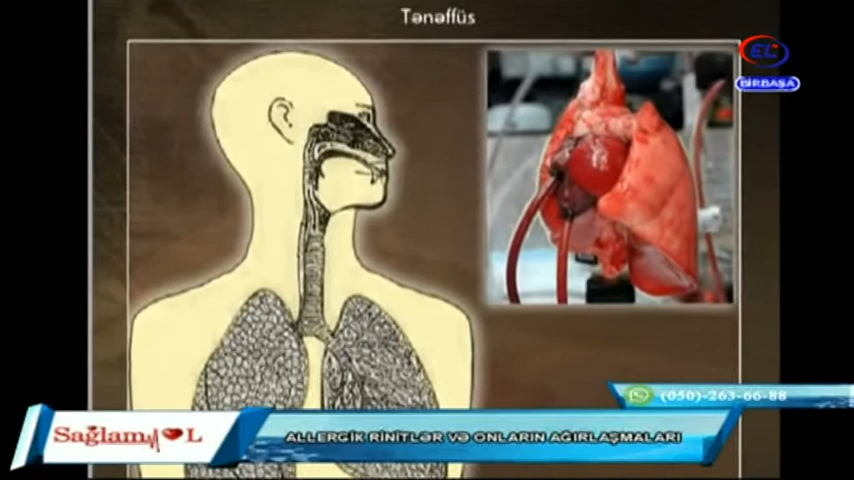 Tənəffüs
EL
BİRBAŞA
(050)-263-66-88
Sağlam OL
ALLERGİK RİNİTLƏR VƏ ONLARIN AĞIRLAŞMALARI